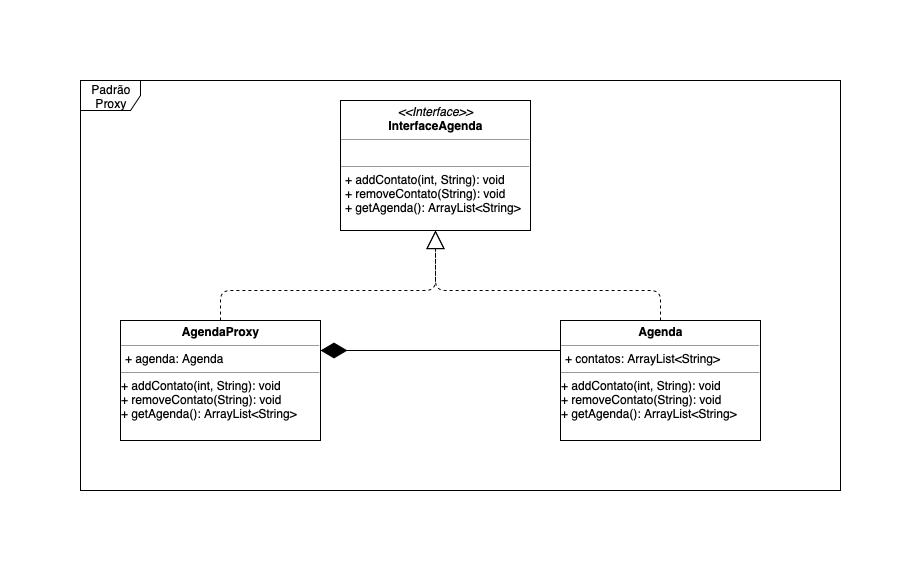 Padrão
Proxy
<<Interface>>
InterfaceAgenda
+ addContato(int, String): void
+ removeContato(String): void
+ getAgenda(): ArrayList<String>
AgendaProxy
+ agenda: Agenda
+ addContato(int, String): void
+ removeContato(String): void
+ getAgenda(): ArrayList<String>
Agenda
+ contatos: ArrayList<String>
+ addContato(int, String): void
+ removeContato(String): void
+ getAgenda(): ArrayList<String>